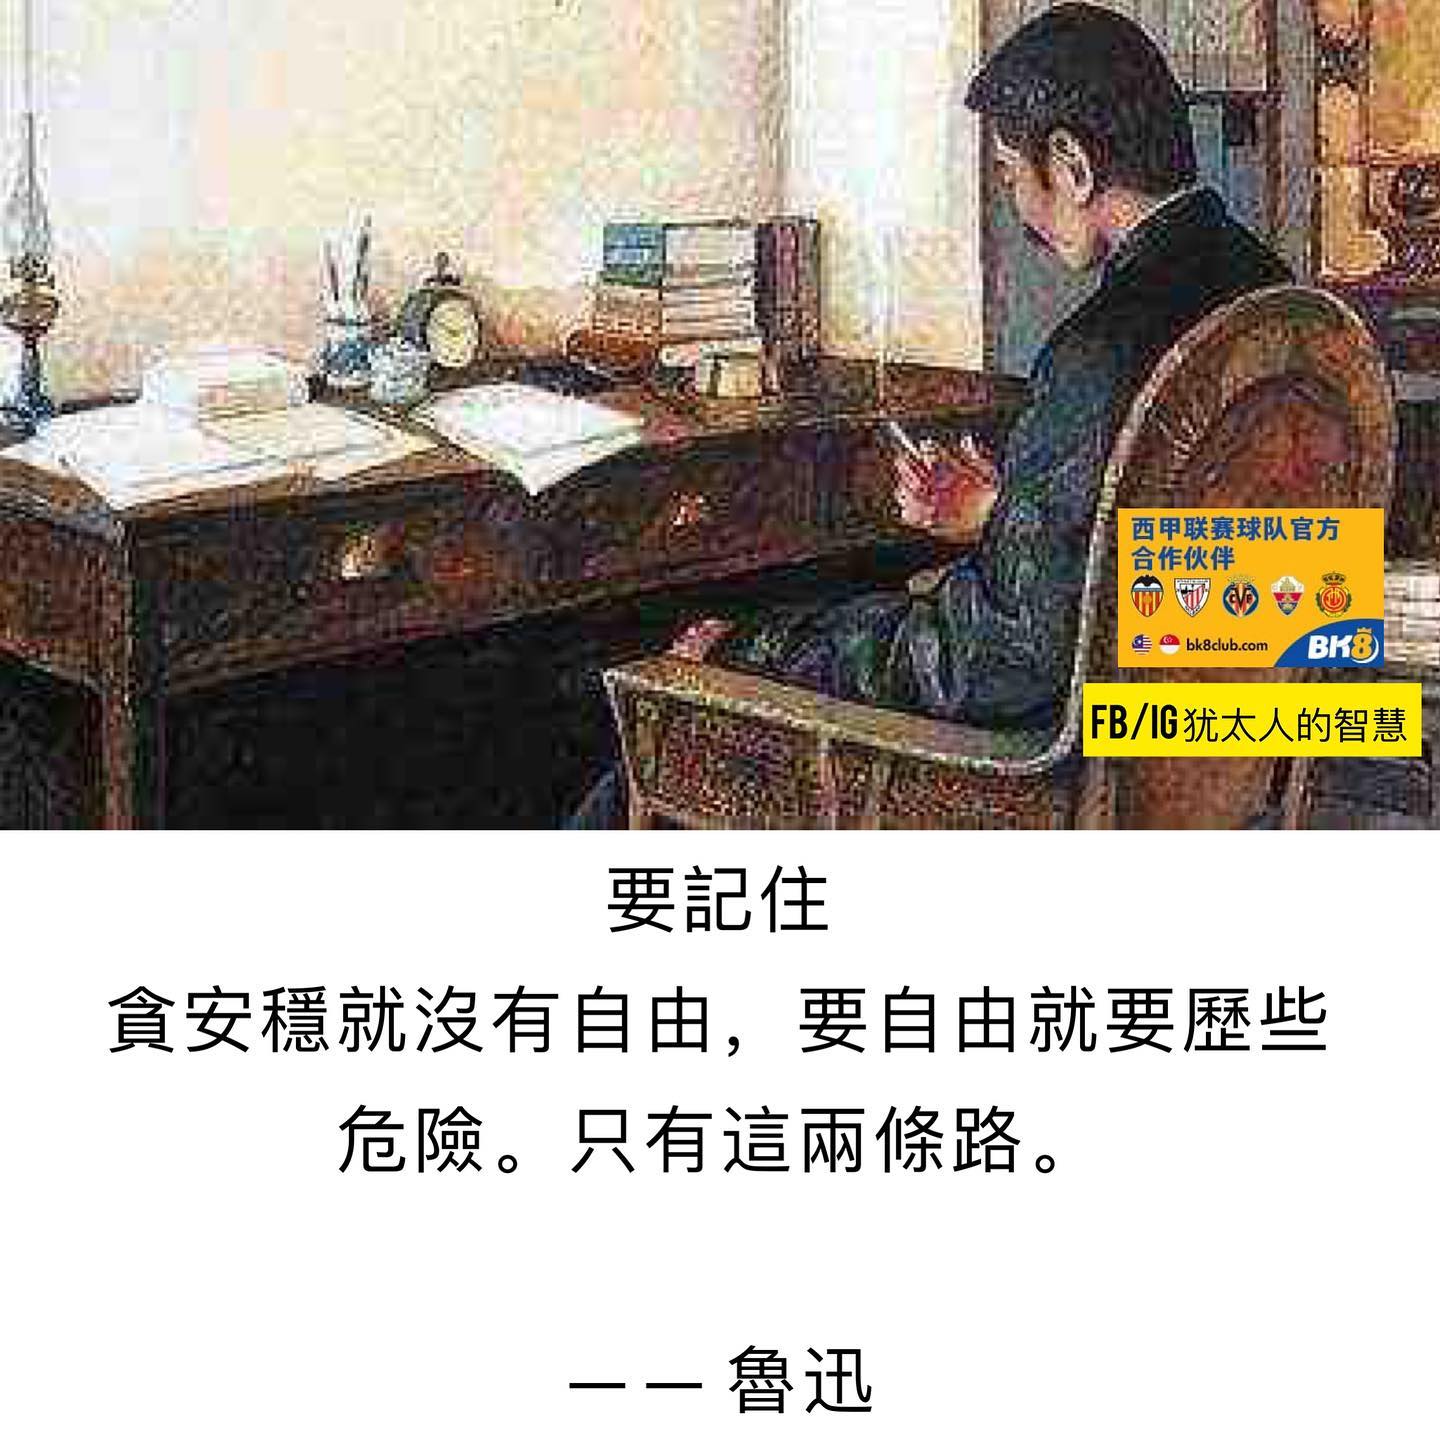 西甲联赛球队官方
合作伙伴
bk8club.com
BK8
FB/IG犹太人的智慧
要記住
貪安穩就沒有自由，要自由就要歷些
危險。只有這兩條路。
—— 魯迅